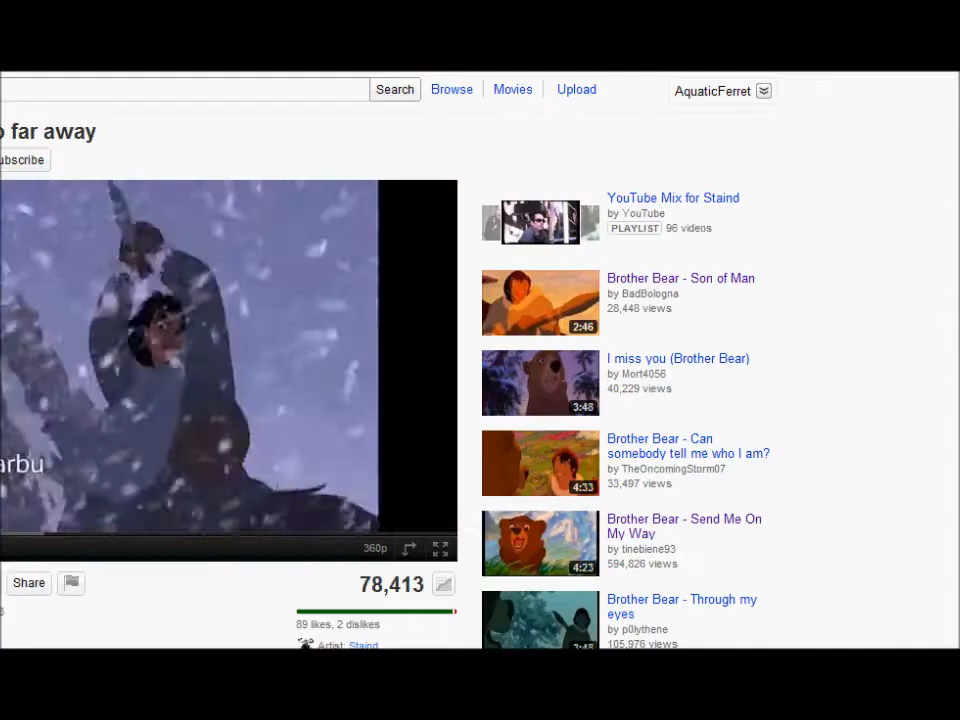 Search
Browse
Movies
Upload
AquaticFerret
o far away
ubscribe
YouTube Mix for Staind
by YouTube
PLAYLIST 96 videos
Brother Bear - Son of Man
by BadBologna
28,448 views
2:46
I miss you (Brother Bear)
by Mort4056
40,229 views
3:48
Brother Bear - Can
somebody tell me who I am?
by TheOncomingStorm07
33,497 views
4:33
Brother Bear - Send Me On
My Way
by tinebiene93
594,826 views
4:23
Brother Bear - Through my
eyes
by p0lythene
105,976 views
arbu
360p
Share
78,413
89 likes, 2 dislikes
Artist: Staind